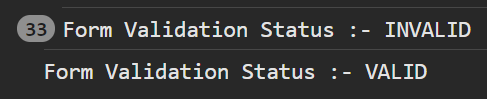 33 Form Validation Status :- INVALID
Form Validation Status :- VALID